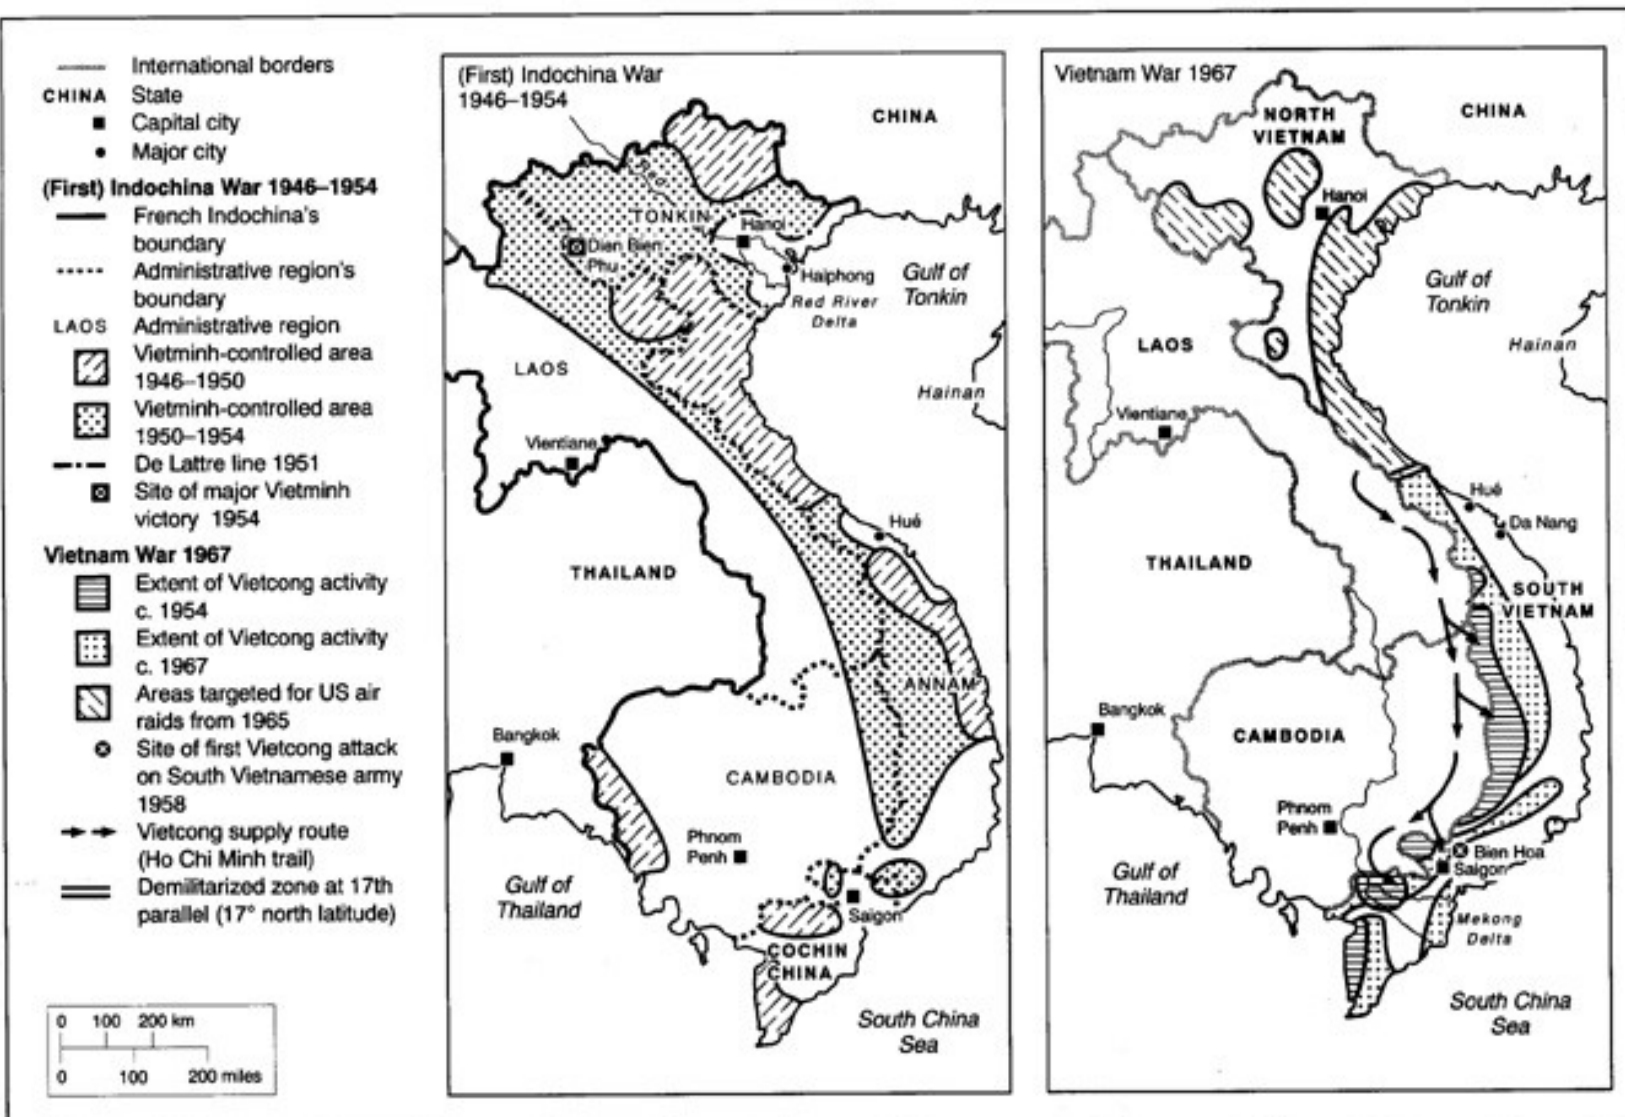 International borders
CHINA State
Capital city
Major city
(First) Indochina War 1946–1954
French Indochina's
boundary
Administrative region's
boundary
LAOS Administrative region
Vietminh-controlled area
1946–1950
Vietminh-controlled area
1950–1954
De Lattre line 1951
Site of major Vietminh
victory 1954
Vietnam War 1967
Extent of Vietcong activity
c. 1954
Extent of Vietcong activity
c. 1967
Areas targeted for US air
raids from 1965
Site of first Vietcong attack
on South Vietnamese army
1958
Vietcong supply route
(Ho Chi Minh trail)
Demilitarized zone at 17th
parallel (17° north latitude)
0 100 200 km
0 100 200 miles
(First) Indochina War
1946–1954
CHINA
Red
TONKIN
Hanoi
Dien Bien
Phu
Haiphong
Gulf of
Tonkin
Red River
Delta
LAOS
Hainan
Vientiane
Hué
THAILAND
ANNAM
Bangkok
CAMBODIA
Phnom
Penh
Gulf of
Thailand
Saigon
COCHIN
CHINA
South China
Sea
Vietnam War 1967
NORTH
VIETNAM
CHINA
Hanoi
Gulf of
Tonkin
LAOS
Hainan
Vientiane
Hué
Da Nang
THAILAND
SOUTH
VIETNAM
Bangkok
CAMBODIA
Phnom
Penh
Bien Hoa
Saigon
Gulf of
Thailand
Mekong
Delta
South China
Sea